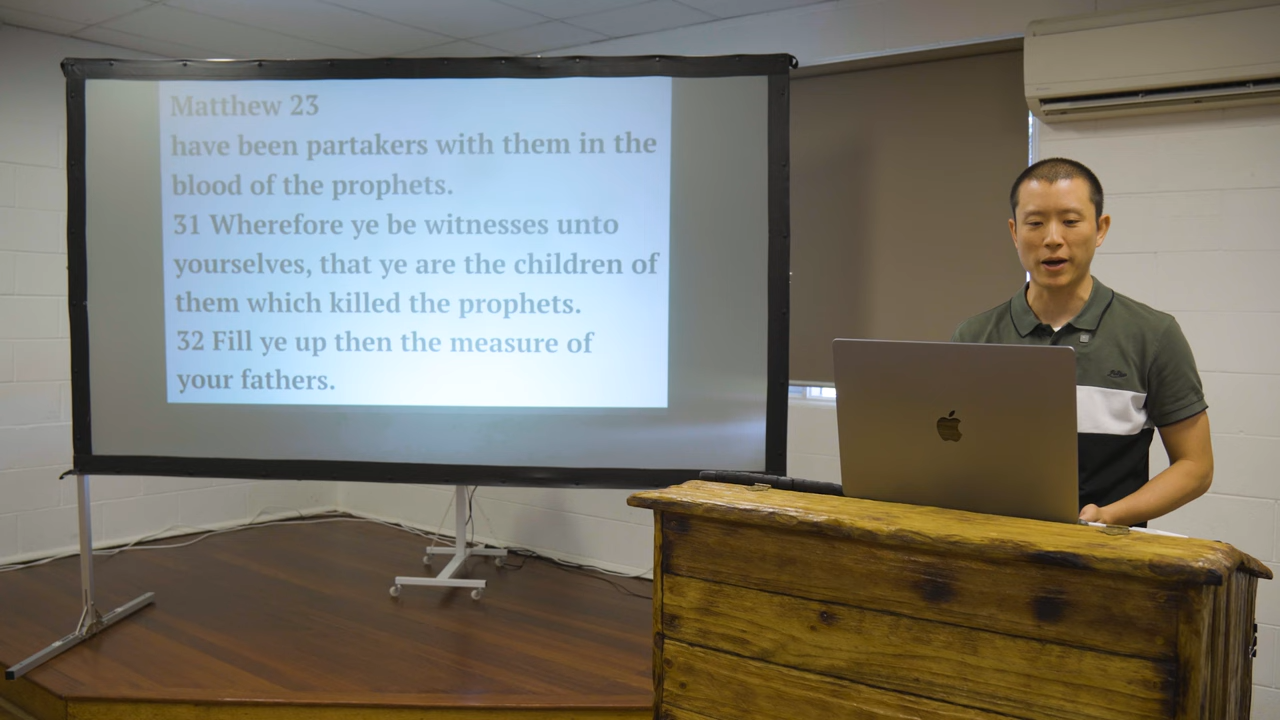 Matthew 23
have been partakers with them in the
blood of the prophets.
31 Wherefore ye be witnesses unto
yourselves, that ye are the children of
them which killed the prophets.
32 Fill ye up then the measure of
your fathers.